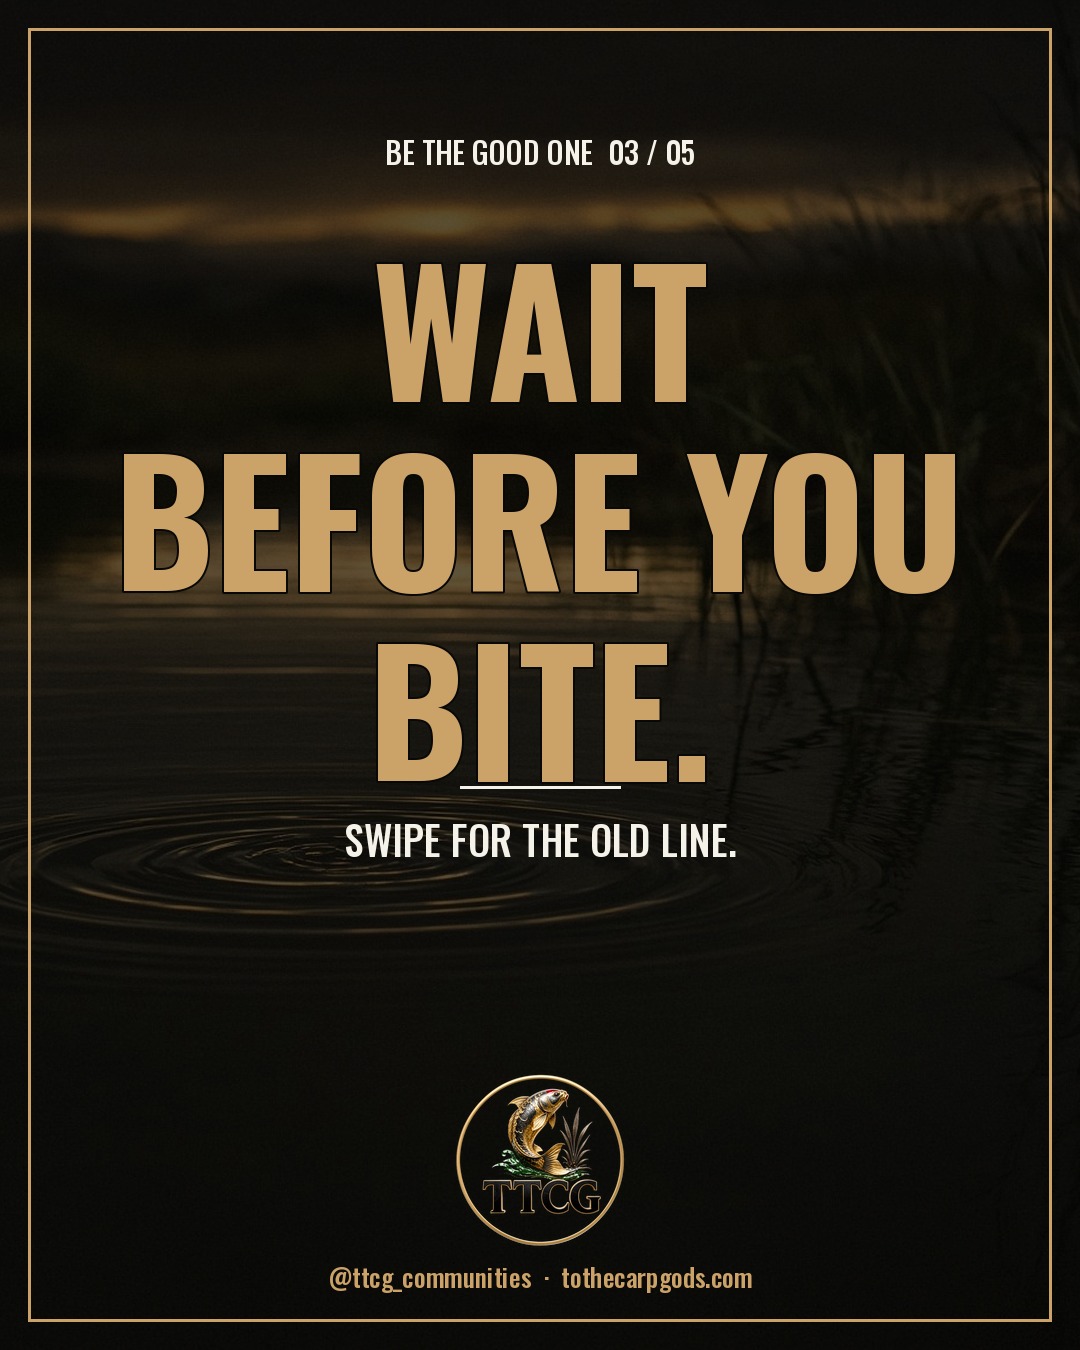 BE THE GOOD ONE 03 / 05
WAIT
BEFORE YOU
BITE.
SWIPE FOR THE OLD LINE.
TTCG
@ttcg_communities · tothecarpgods.com